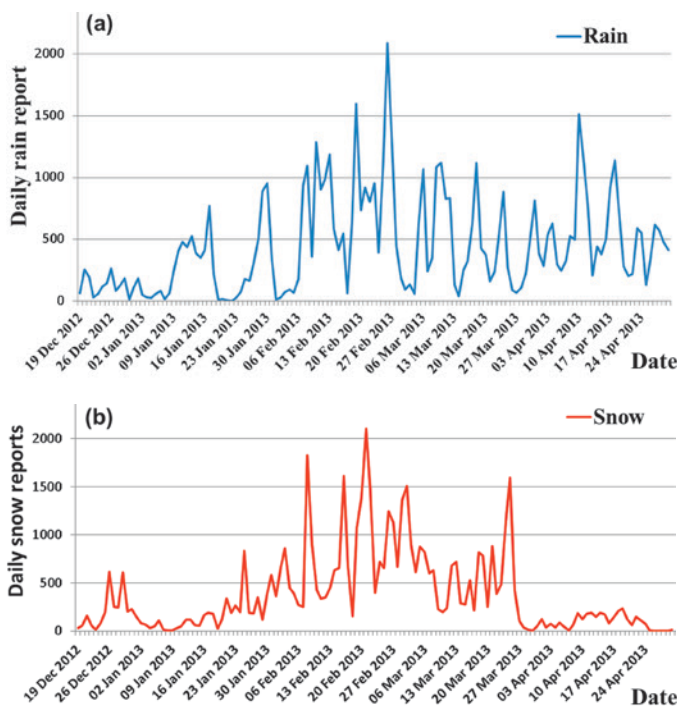 (a)
Rain
Daily rain report
2000
1500
1000
500
0
19 Dec 2012
26 Dec 2012
02 Jan 2013
09 Jan 2013
16 Jan 2013
23 Jan 2013
30 Jan 2013
06 Feb 2013
13 Feb 2013
20 Feb 2013
27 Feb 2013
06 Mar 2013
13 Mar 2013
20 Mar 2013
27 Mar 2013
03 Apr 2013
10 Apr 2013
17 Apr 2013
24 Apr 2013
Date
(b)
Snow
Daily snow reports
2000
1500
1000
500
0
19 Dec 2012
26 Dec 2012
02 Jan 2013
09 Jan 2013
16 Jan 2013
23 Jan 2013
30 Jan 2013
06 Feb 2013
13 Feb 2013
20 Feb 2013
27 Feb 2013
06 Mar 2013
13 Mar 2013
20 Mar 2013
27 Mar 2013
03 Apr 2013
10 Apr 2013
17 Apr 2013
24 Apr 2013
Date